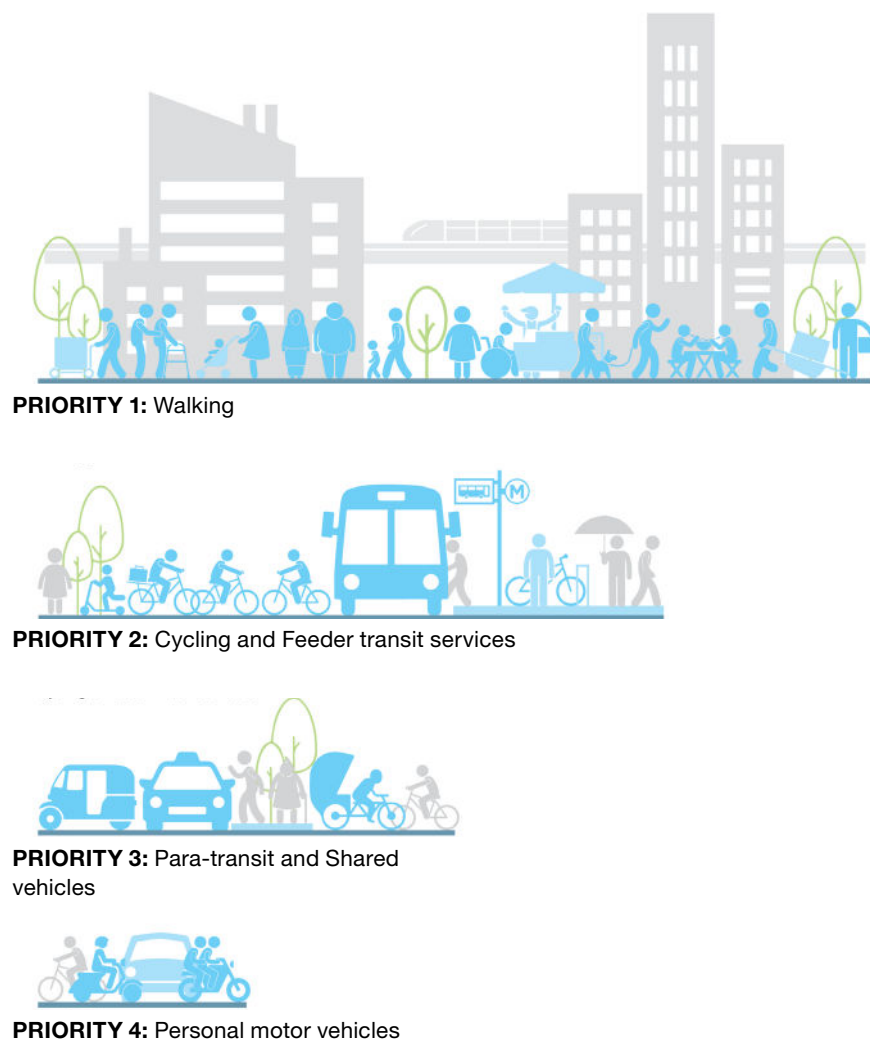 PRIORITY 1: Walking
M
PRIORITY 2: Cycling and Feeder transit services
PRIORITY 3: Para-transit and Shared
vehicles
PRIORITY 4: Personal motor vehicles